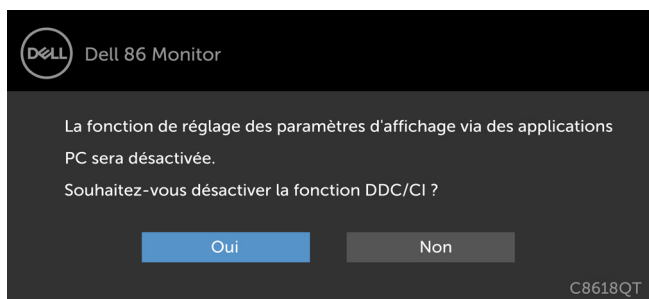 DELL Dell 86 Monitor
La fonction de réglage des paramètres d'affichage via des applications
PC sera désactivée.
Souhaitez-vous désactiver la fonction DDC/CI ?
Oui Non
C8618QT